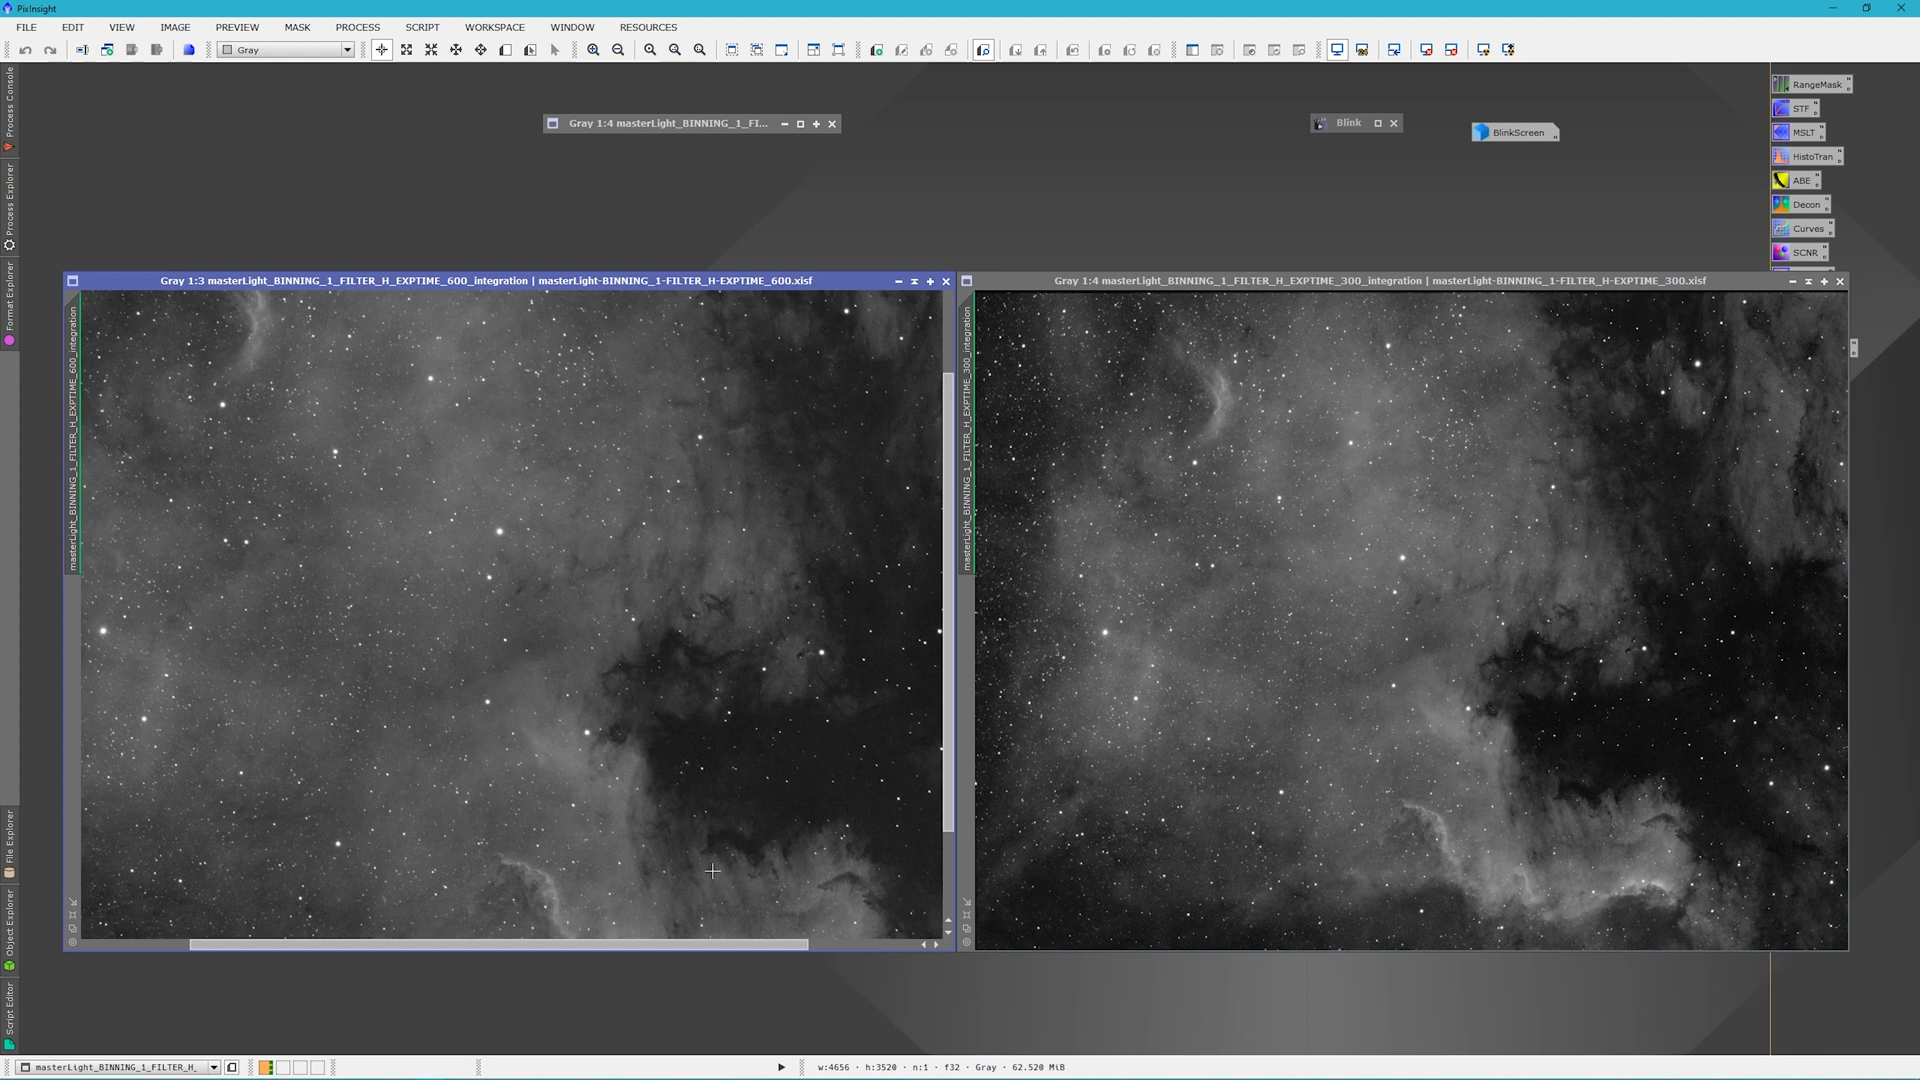 PixInsight
FILE EDIT VIEW IMAGE PREVIEW MASK PROCESS SCRIPT WORKSPACE WINDOW RESOURCES
Gray
Process Console
Process Explorer
Format Explorer
File Explorer
Object Explorer
Script Editor
Gray 1:4 masterLight_BINNING_1_FI...
Blink
BlinkScreen
RangeMask
STF
MSLT
HistoTran
ABE
Decon
Curves
SCNR
Gray 1:3 masterLight_BINNING_1_FILTER_H_EXPTIME_600_integration | masterLight-BINNING_1-FILTER_H-EXPTIME_600.xisf
masterLight_BINNING_1_FILTER_H_EXPTIME_600_integration
Gray 1:4 masterLight_BINNING_1_FILTER_H_EXPTIME_300_integration | masterLight-BINNING_1-FILTER_H-EXPTIME_300.xisf
masterLight_BINNING_1_FILTER_H_EXPTIME_300_integration
masterLight_BINNING_1_FILTER_H_
w:4656 · h:3520 · n:1 · f32 · Gray · 62.520 MiB